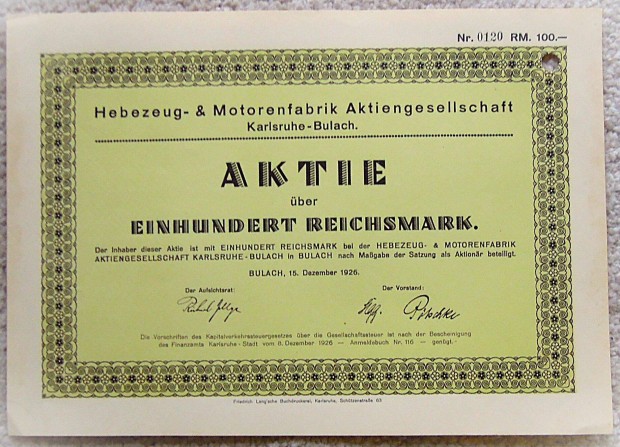 Nr. 0120 RM. 100.—
Hebezeug- & Motorenfabrik Aktiengesellschaft
Karlsruhe-Bulach.
AKTIE
über
EINHUNDERT REICHSMARK.
Der Inhaber dieser Aktie ist mit EINHUNDERT REICHSMARK bei der HEBEZEUG- & MOTORENFABRIK
AKTIENGESELLSCHAFT KARLSRUHE-BULACH in BULACH nach Maßgabe der Satzung als Aktionär beteiligt.
BULACH, 15. Dezember 1926.
Der Aufsichtsrat: Der Vorstand:
Die Vorschriften des Kapitalverkehrssteuergesetzes über die Gesellschaftssteuer ist nach der Bescheinigung
des Finanzamts Karlsruhe-Stadt vom 8. Dezember 1926 — Anmeldsbuch Nr. 116 — genügt.
Friedrich Lang'sche Buchdruckerei, Karlsruhe, Schützenstraße 63